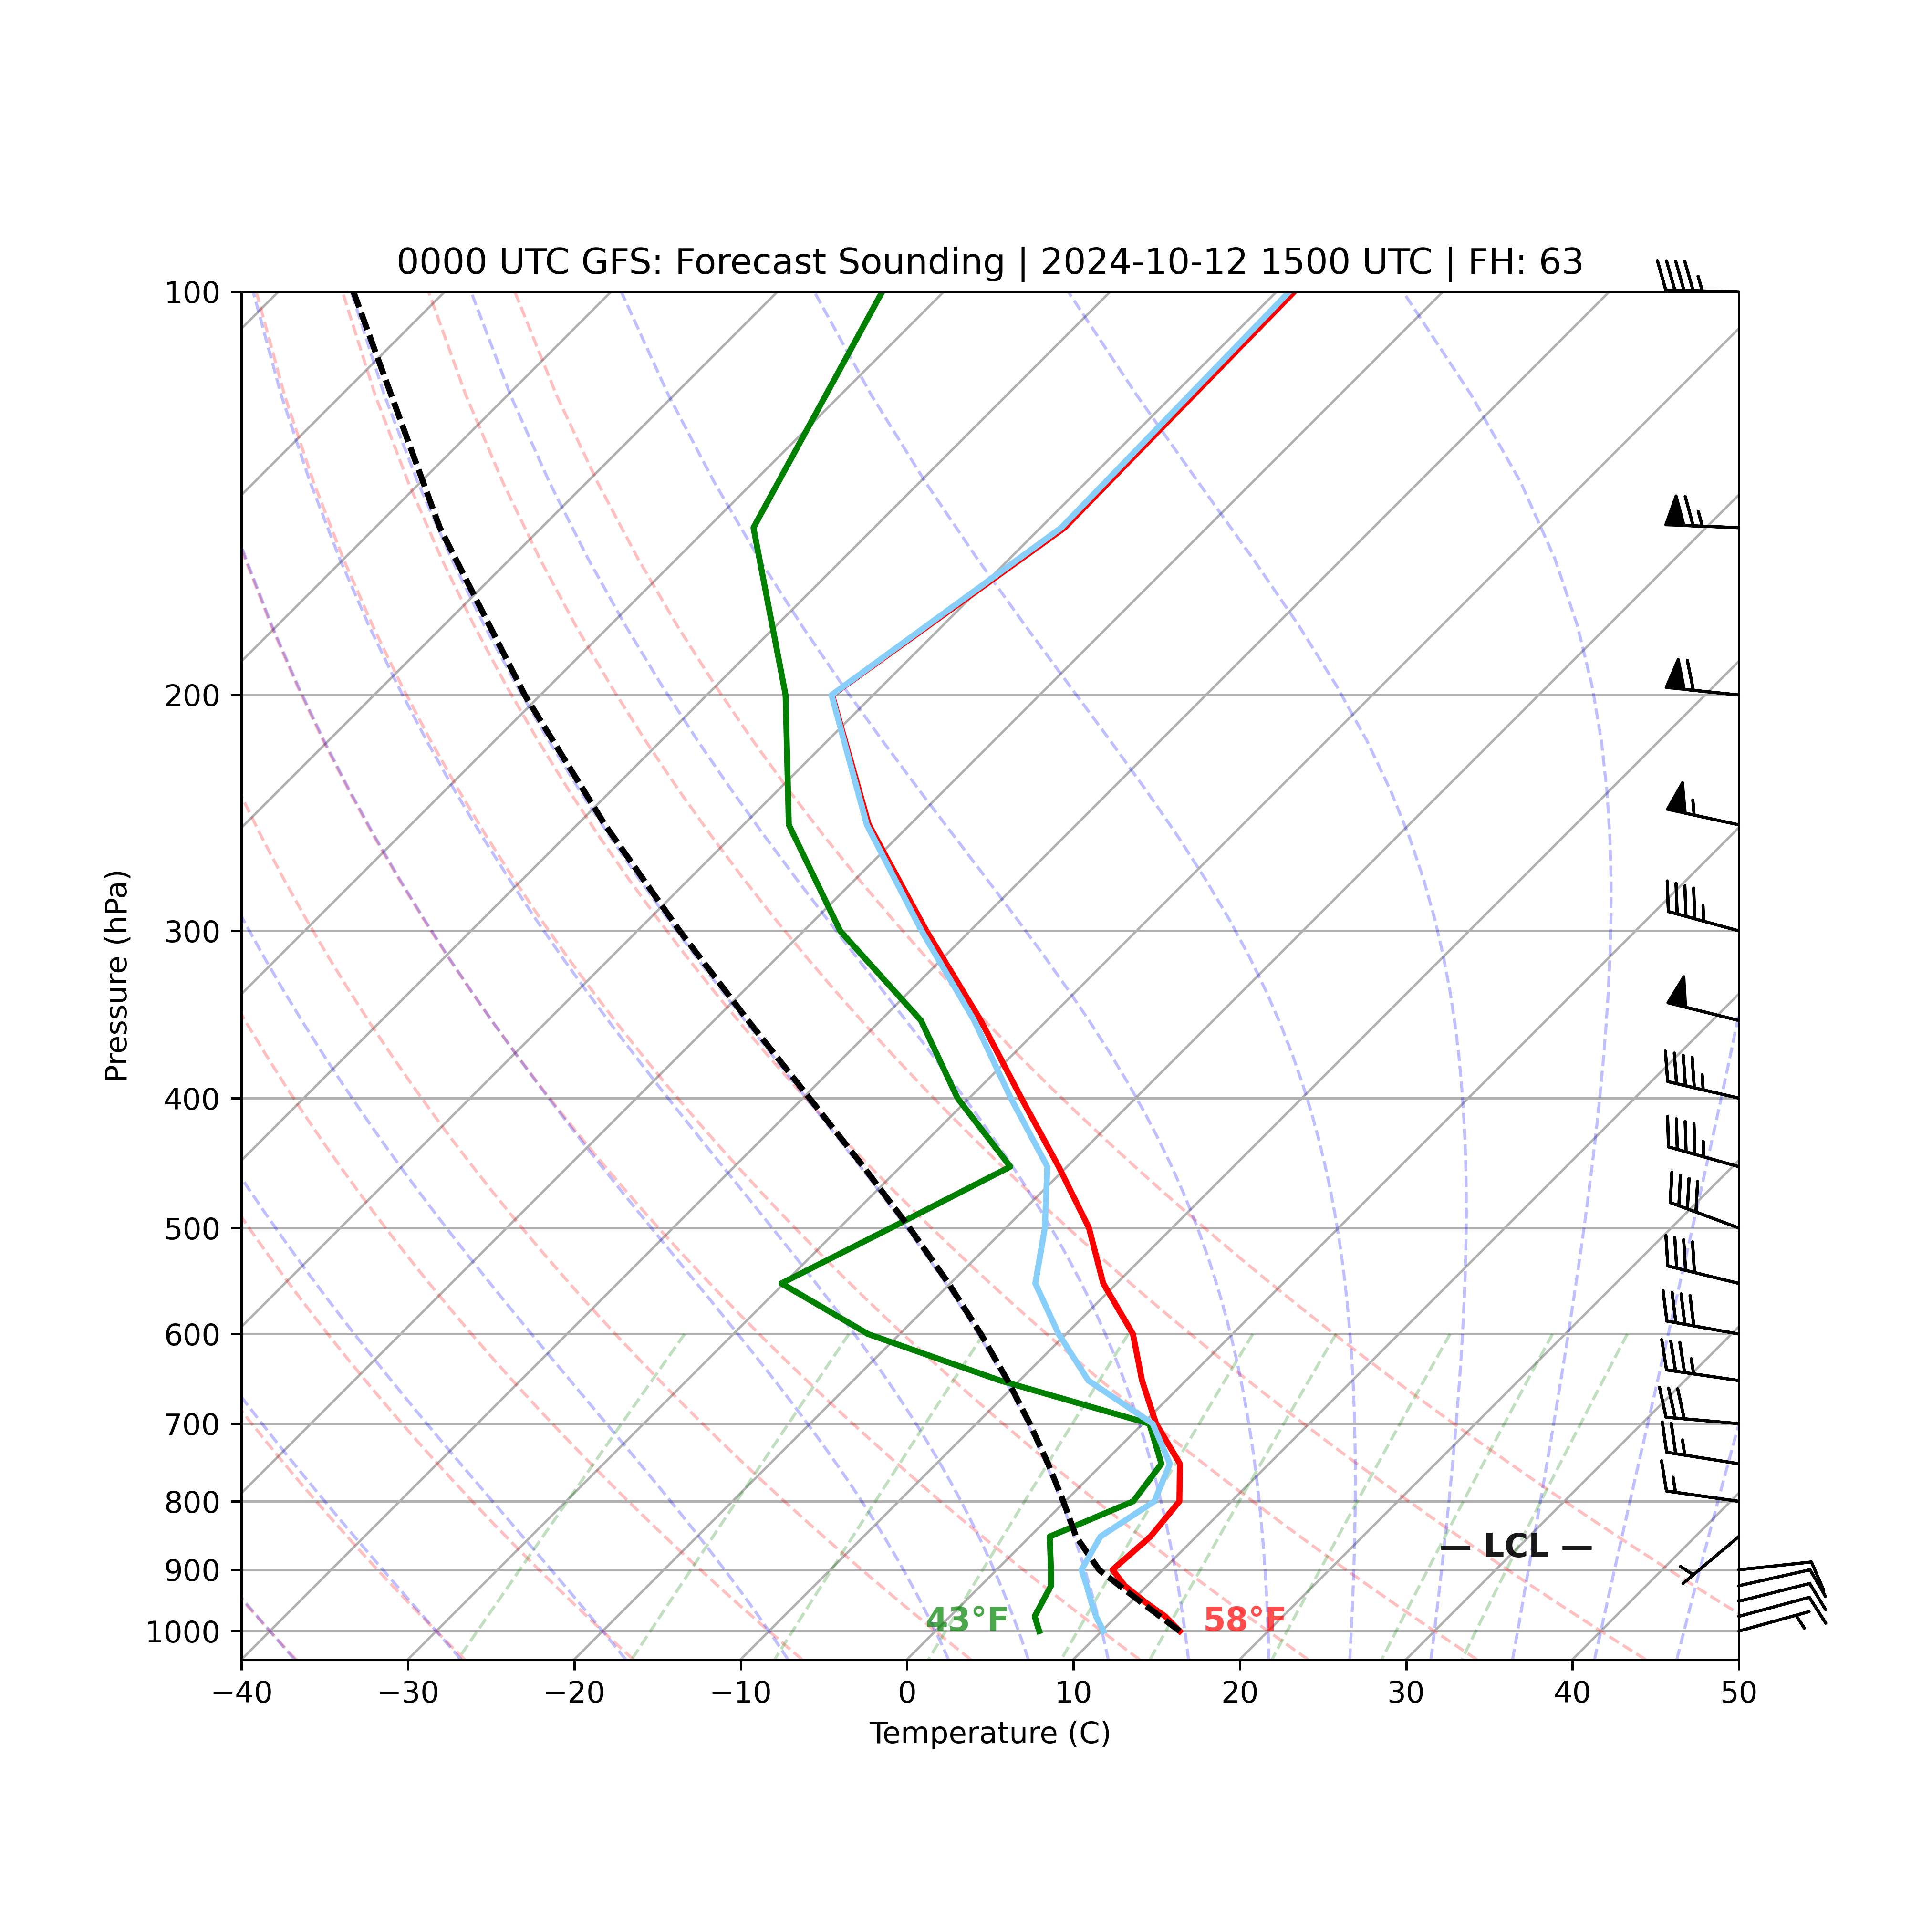 0000 UTC GFS: Forecast Sounding | 2024-10-12 1500 UTC | FH: 63
100
200
300
400
500
600
700
800
900
1000
Pressure (hPa)
— LCL —
43°F
58°F
−40 −30 −20 −10 0 10 20 30 40 50
Temperature (C)